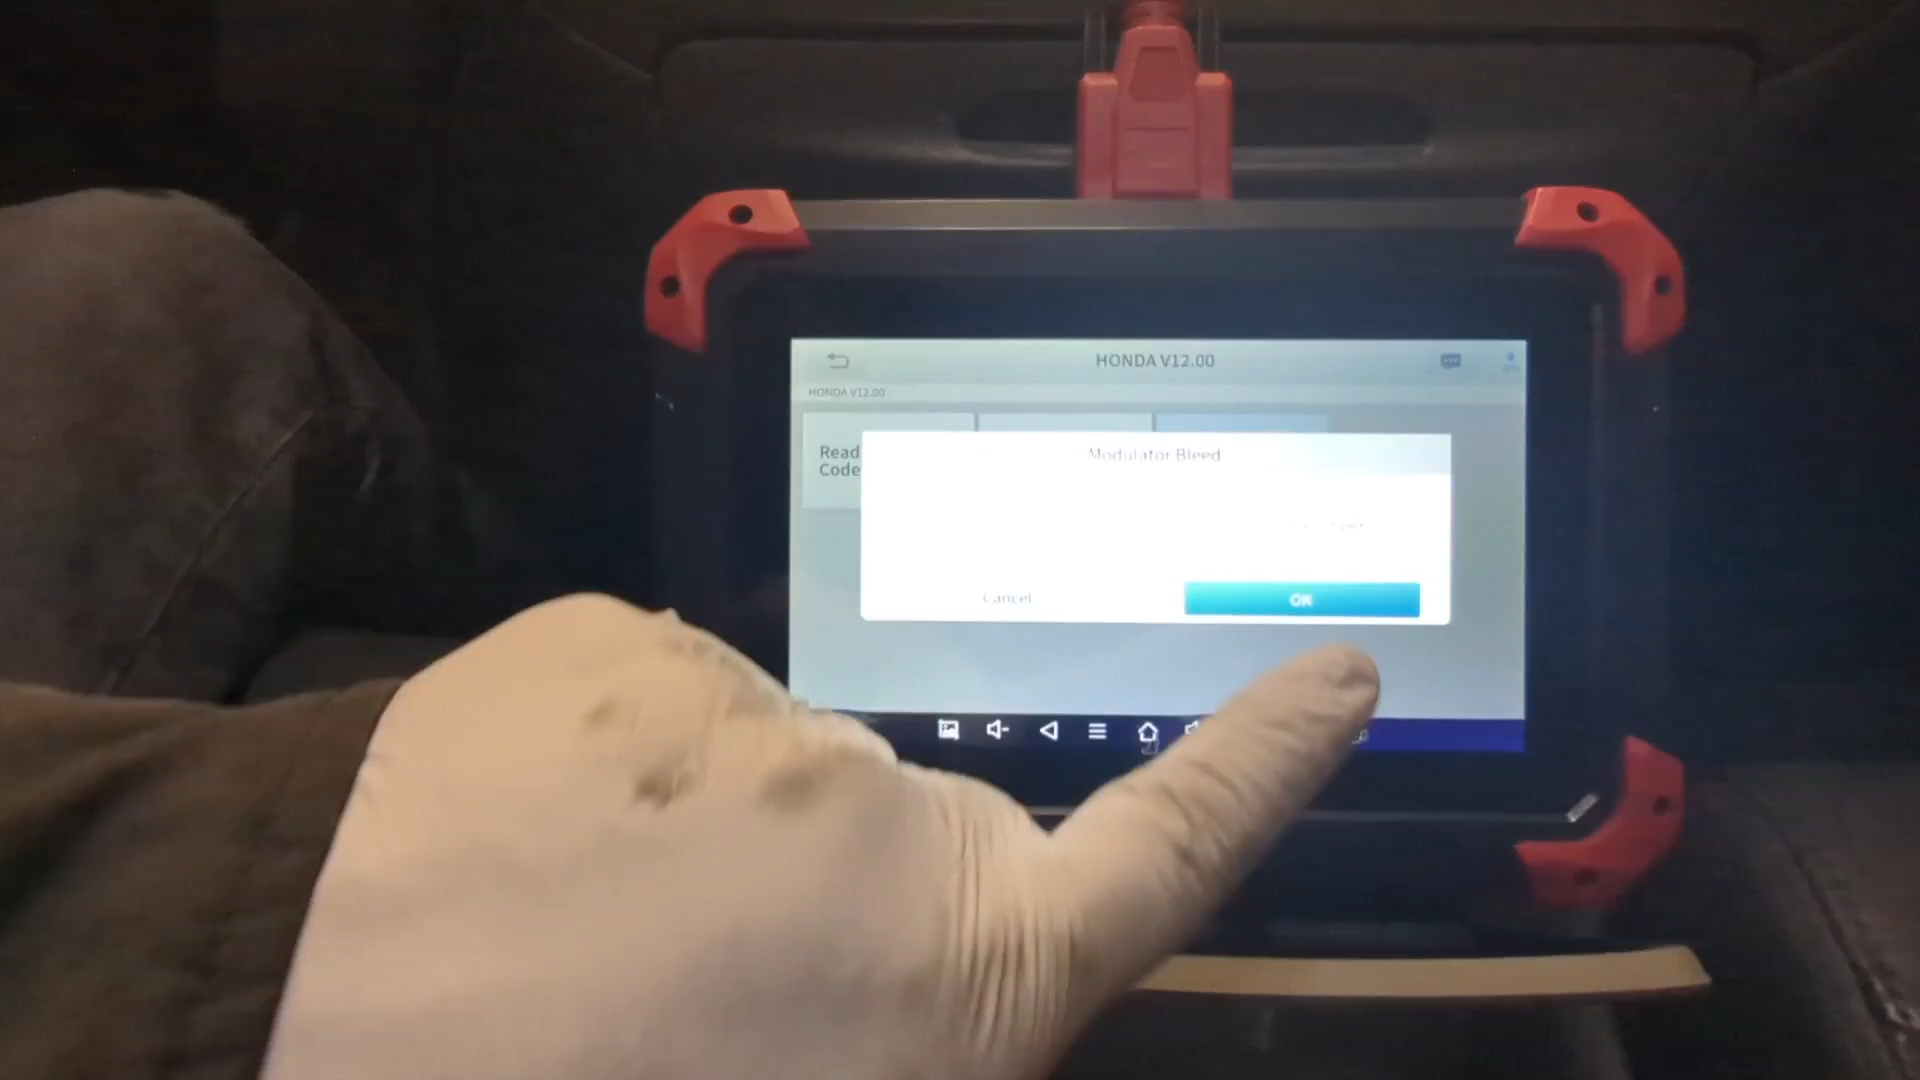 HONDA V12.00
HONDA V12.00
Read
Code
Modulator Bleed
Cancel
OK